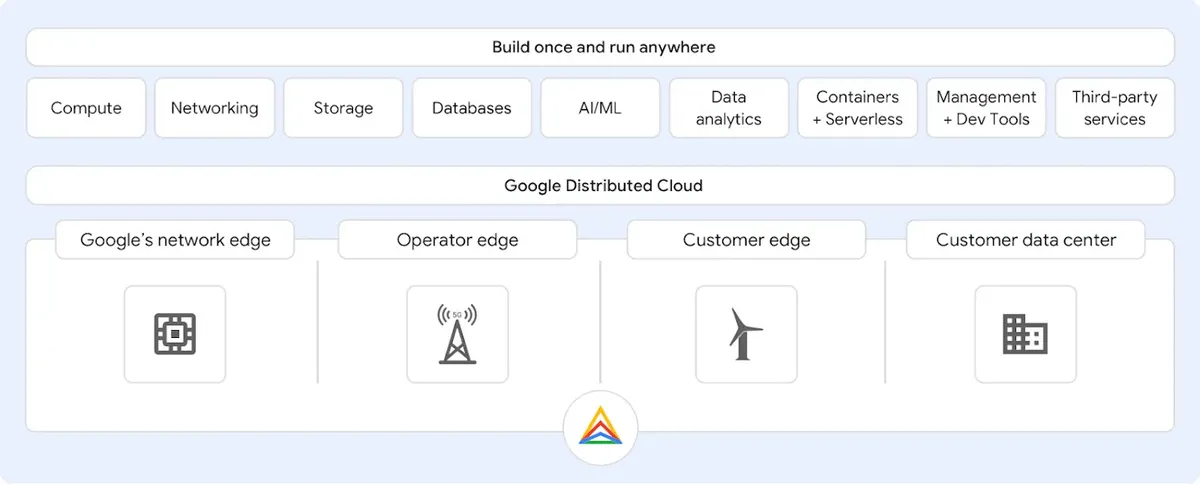 Build once and run anywhere
Compute
Networking
Storage
Databases
AI/ML
Data
analytics
Containers
+ Serverless
Management
+ Dev Tools
Third-party
services
Google Distributed Cloud
Google’s network edge
Operator edge
Customer edge
Customer data center
5G